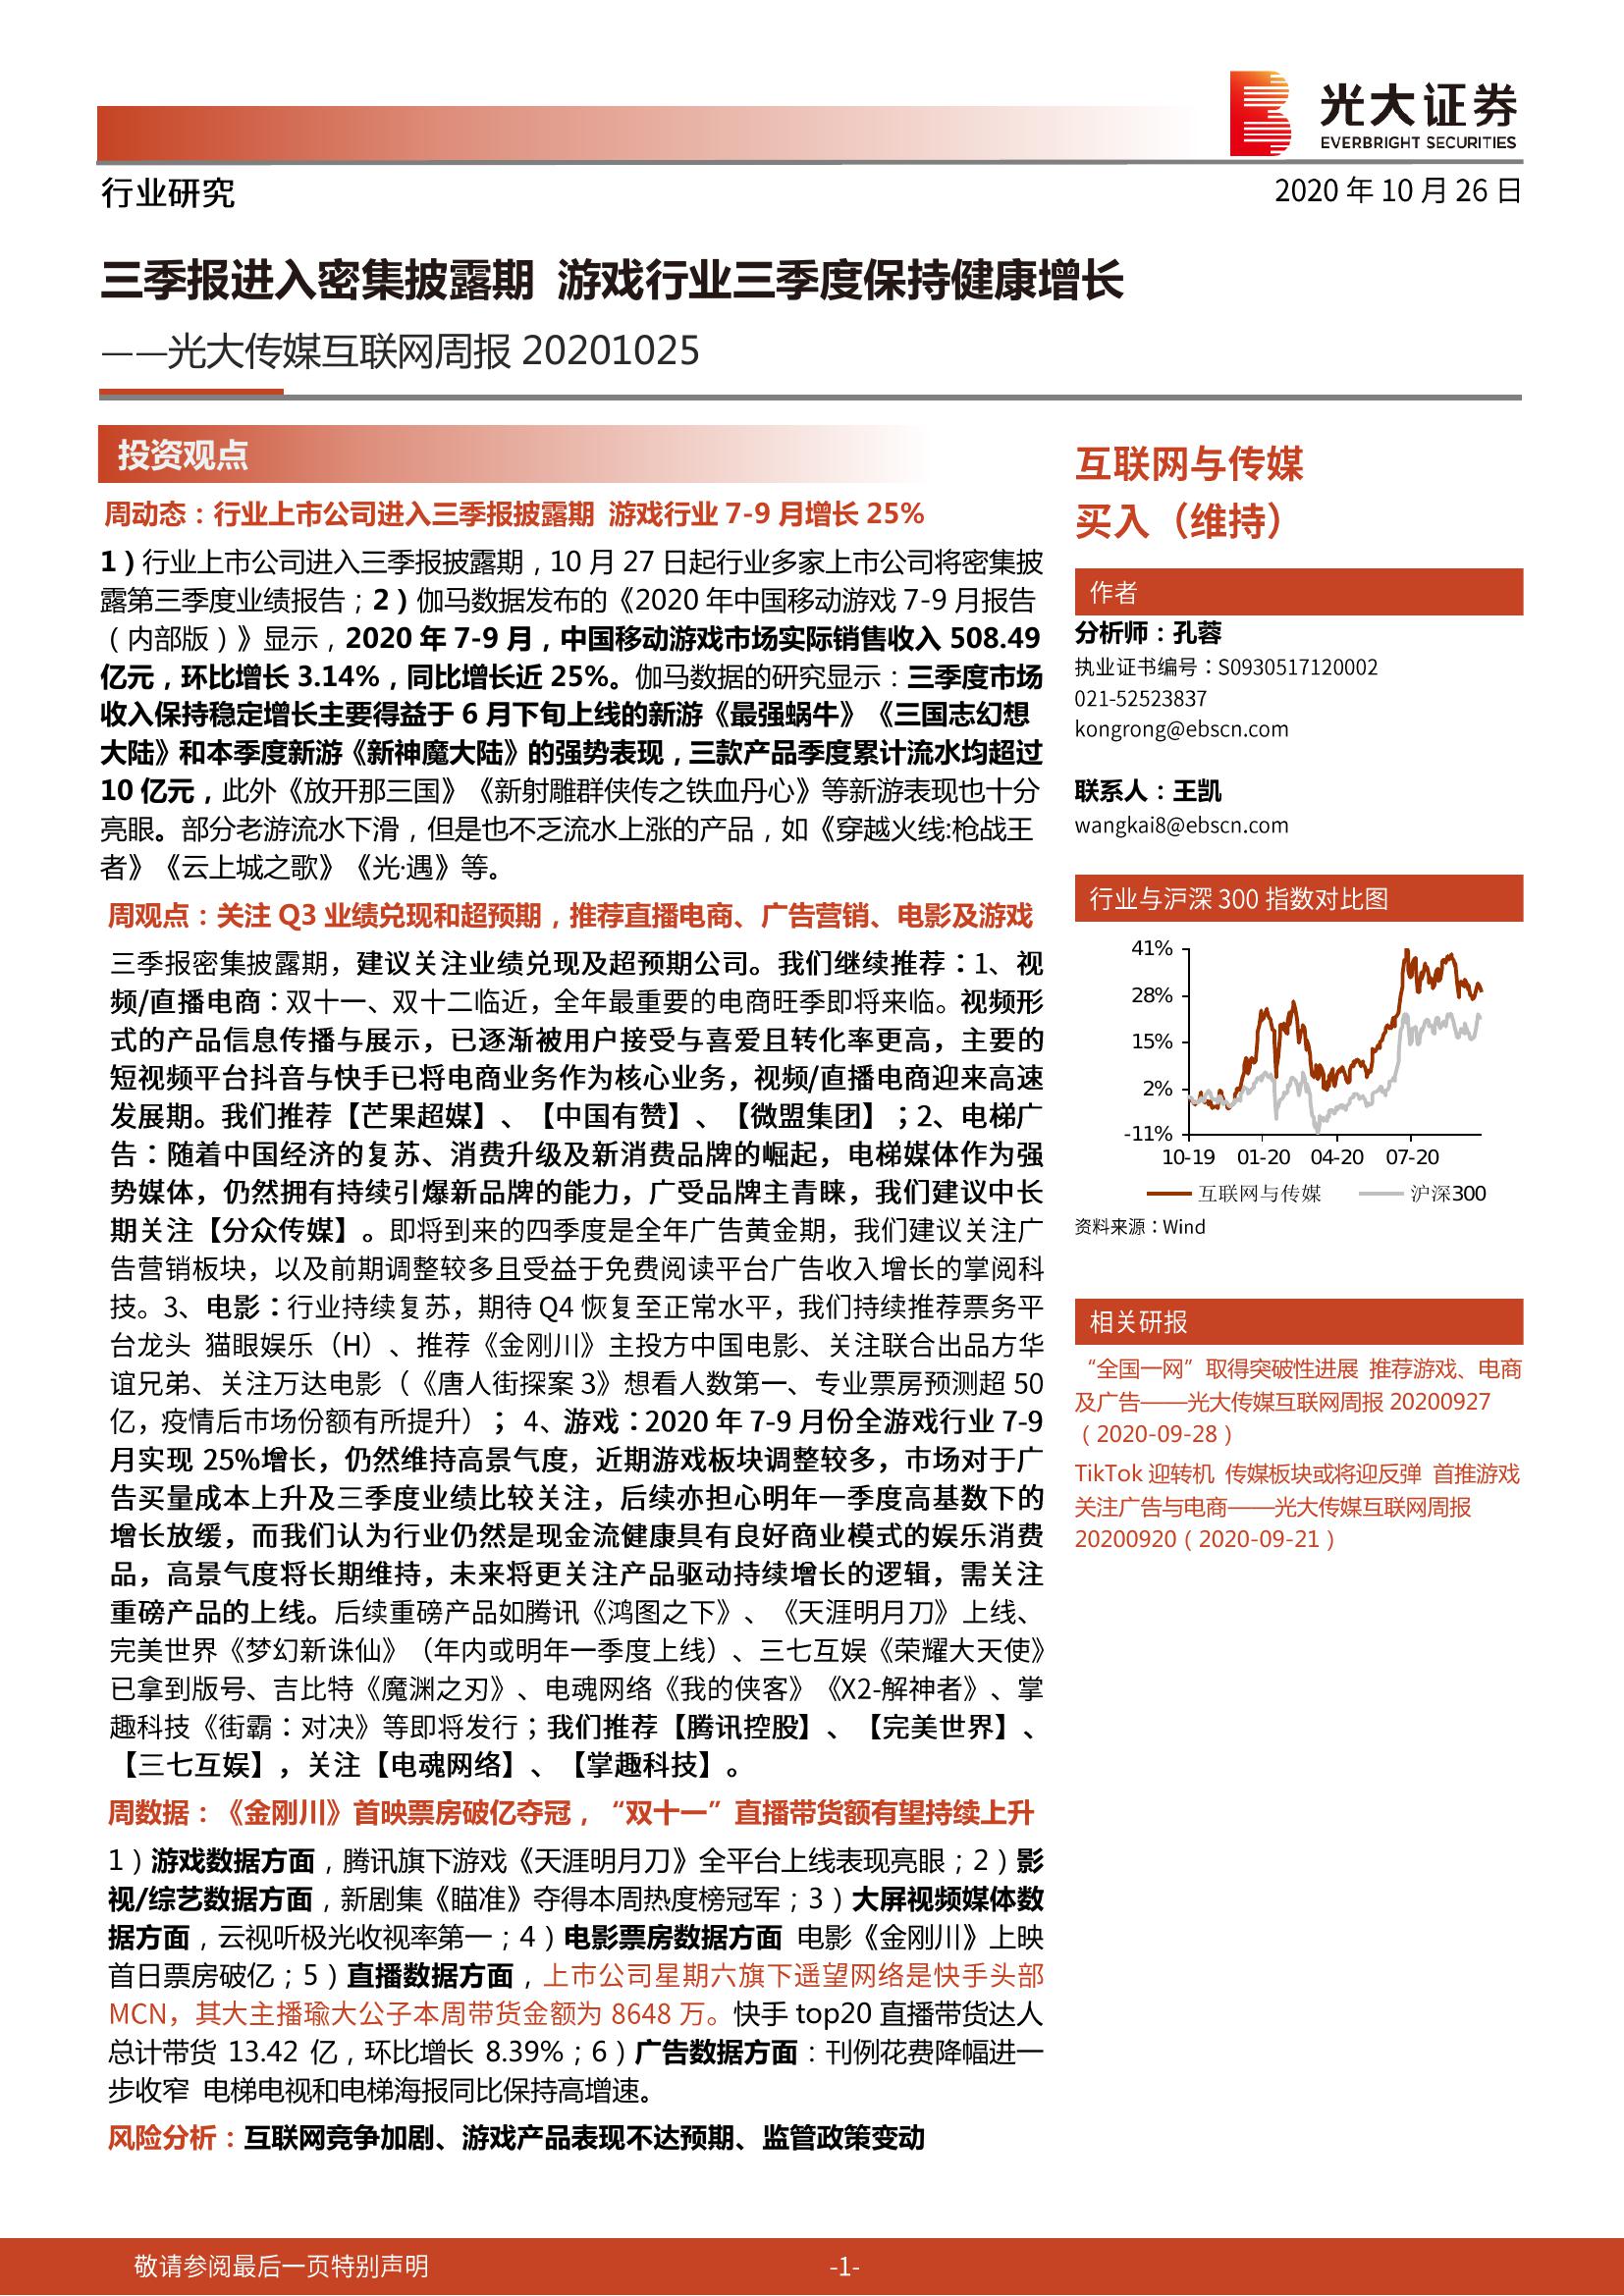 光大证券
EVERBRIGHT SECURITIES
行业研究
2020 年 10 月 26 日
三季报进入密集披露期 游戏行业三季度保持健康增长
——光大传媒互联网周报 20201025
投资观点
周动态：行业上市公司进入三季报披露期 游戏行业 7-9 月增长 25%
1）行业上市公司进入三季报披露期，10 月 27 日起行业多家上市公司将密集披
露第三季度业绩报告；2）伽马数据发布的《2020 年中国移动游戏 7-9 月报告
（内部版）》显示，2020 年 7-9 月，中国移动游戏市场实际销售收入 508.49
亿元，环比增长 3.14%，同比增长近 25%。伽马数据的研究显示：三季度市场
收入保持稳定增长主要得益于 6 月下旬上线的新游《最强蜗牛》《三国志幻想
大陆》和本季度新游《新神魔大陆》的强势表现，三款产品季度累计流水均超过
10 亿元，此外《放开那三国》《新射雕群侠传之铁血丹心》等新游表现也十分
亮眼。部分老游流水下滑，但是也不乏流水上涨的产品，如《穿越火线:枪战王
者》《云上城之歌》《光·遇》等。
周观点：关注 Q3 业绩兑现和超预期，推荐直播电商、广告营销、电影及游戏
三季报密集披露期，建议关注业绩兑现及超预期公司。我们继续推荐：1、视
频/直播电商：双十一、双十二临近，全年最重要的电商旺季即将来临。视频形
式的产品信息传播与展示，已逐渐被用户接受与喜爱且转化率更高，主要的
短视频平台抖音与快手已将电商业务作为核心业务，视频/直播电商迎来高速
发展期。我们推荐【芒果超媒】、【中国有赞】、【微盟集团】；2、电梯广
告：随着中国经济的复苏、消费升级及新消费品牌的崛起，电梯媒体作为强
势媒体，仍然拥有持续引爆新品牌的能力，广受品牌主青睐，我们建议中长
期关注【分众传媒】。即将到来的四季度是全年广告黄金期，我们建议关注广
告营销板块，以及前期调整较多且受益于免费阅读平台广告收入增长的掌阅科
技。3、电影：行业持续复苏，期待 Q4 恢复至正常水平，我们持续推荐票务平
台龙头 猫眼娱乐（H）、推荐《金刚川》主投方中国电影、关注联合出品方华
谊兄弟、关注万达电影（《唐人街探案 3》想看人数第一、专业票房预测超 50
亿，疫情后市场份额有所提升）；4、游戏：2020 年 7-9 月份全游戏行业 7-9
月实现 25%增长，仍然维持高景气度，近期游戏板块调整较多，市场对于广
告买量成本上升及三季度业绩比较关注，后续亦担心明年一季度高基数下的
增长放缓，而我们认为行业仍然是现金流健康具有良好商业模式的娱乐消费
品，高景气度将长期维持，未来将更关注产品驱动持续增长的逻辑，需关注
重磅产品的上线。后续重磅产品如腾讯《鸿图之下》、《天涯明月刀》上线、
完美世界《梦幻新诛仙》（年内或明年一季度上线）、三七互娱《荣耀大天使》
已拿到版号、吉比特《魔渊之刃》、电魂网络《我的侠客》《X2-解神者》、掌
趣科技《街霸：对决》等即将发行；我们推荐【腾讯控股】、【完美世界】、
【三七互娱】，关注【电魂网络】、【掌趣科技】。
周数据：《金刚川》首映票房破亿夺冠，“双十一”直播带货额有望持续上升
1）游戏数据方面，腾讯旗下游戏《天涯明月刀》全平台上线表现亮眼；2）影
视/综艺数据方面，新剧集《瞄准》夺得本周热度榜冠军；3）大屏视频媒体数
据方面，云视听极光收视率第一；4）电影票房数据方面 电影《金刚川》上映
首日票房破亿；5）直播数据方面，上市公司星期六旗下遥望网络是快手头部
MCN，其大主播瑜大公子本周带货金额为 8648 万。快手 top20 直播带货达人
总计带货 13.42 亿，环比增长 8.39%；6）广告数据方面：刊例花费降幅进一
步收窄 电梯电视和电梯海报同比保持高增速。
风险分析：互联网竞争加剧、游戏产品表现不达预期、监管政策变动
互联网与传媒
买入（维持）
作者
分析师：孔蓉
执业证书编号：S0930517120002
021-52523837
kongrong@ebscn.com
联系人：王凯
wangkai8@ebscn.com
行业与沪深 300 指数对比图
41%
28%
15%
2%
-11%
10-19 01-20 04-20 07-20
互联网与传媒 沪深300
资料来源：Wind
相关研报
“全国一网”取得突破性进展 推荐游戏、电商
及广告——光大传媒互联网周报 20200927
（2020-09-28）
TikTok 迎转机 传媒板块或将迎反弹 首推游戏
关注广告与电商——光大传媒互联网周报
20200920（2020-09-21）
敬请参阅最后一页特别声明
-1-